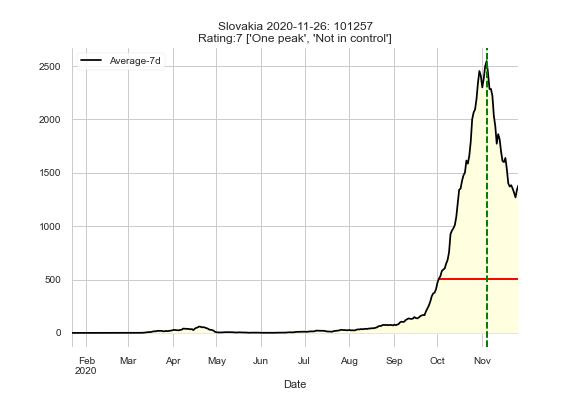 Slovakia 2020-11-26: 101257
Rating:7 ['One peak', 'Not in control']
Average-7d
2500
2000
1500
1000
500
0
Feb Mar Apr May Jun Jul Aug Sep Oct Nov
2020
Date